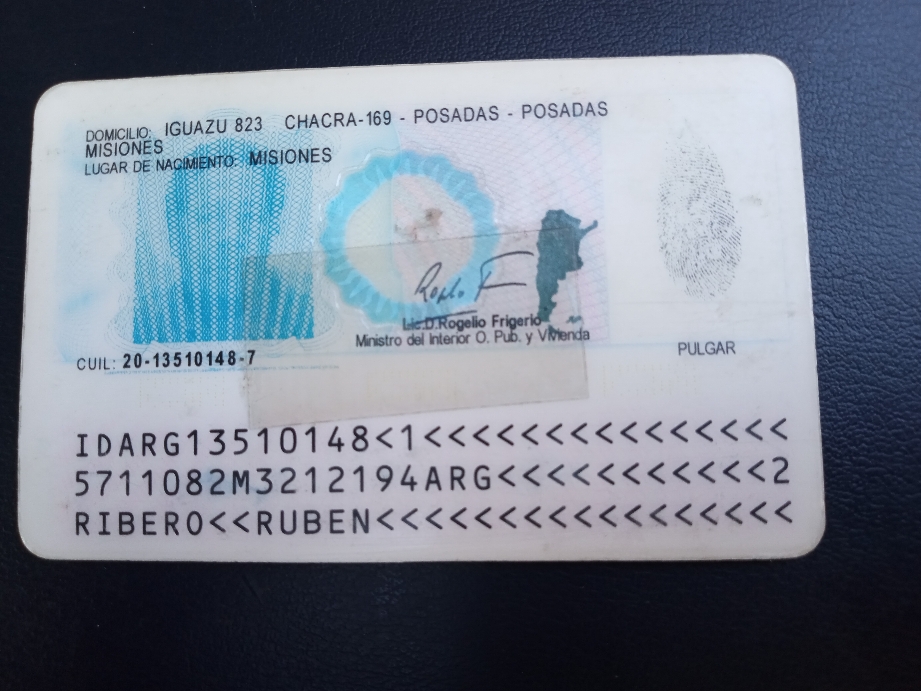 DOMICILIO: IGUAZU 823 CHACRA-169 - POSADAS - POSADAS
MISIONES
LUGAR DE NACIMIENTO: MISIONES
Lic.D.Rogelio Frigerio
Ministro del Interior O. Pub. y Vivienda
PULGAR
CUIL: 20-13510148-7
IDARG13510148<1<<<<<<<<<<<<<<<
5711082M3212194ARG<<<<<<<<<<<2
RIBERO<<RUBEN<<<<<<<<<<<<<<<<<